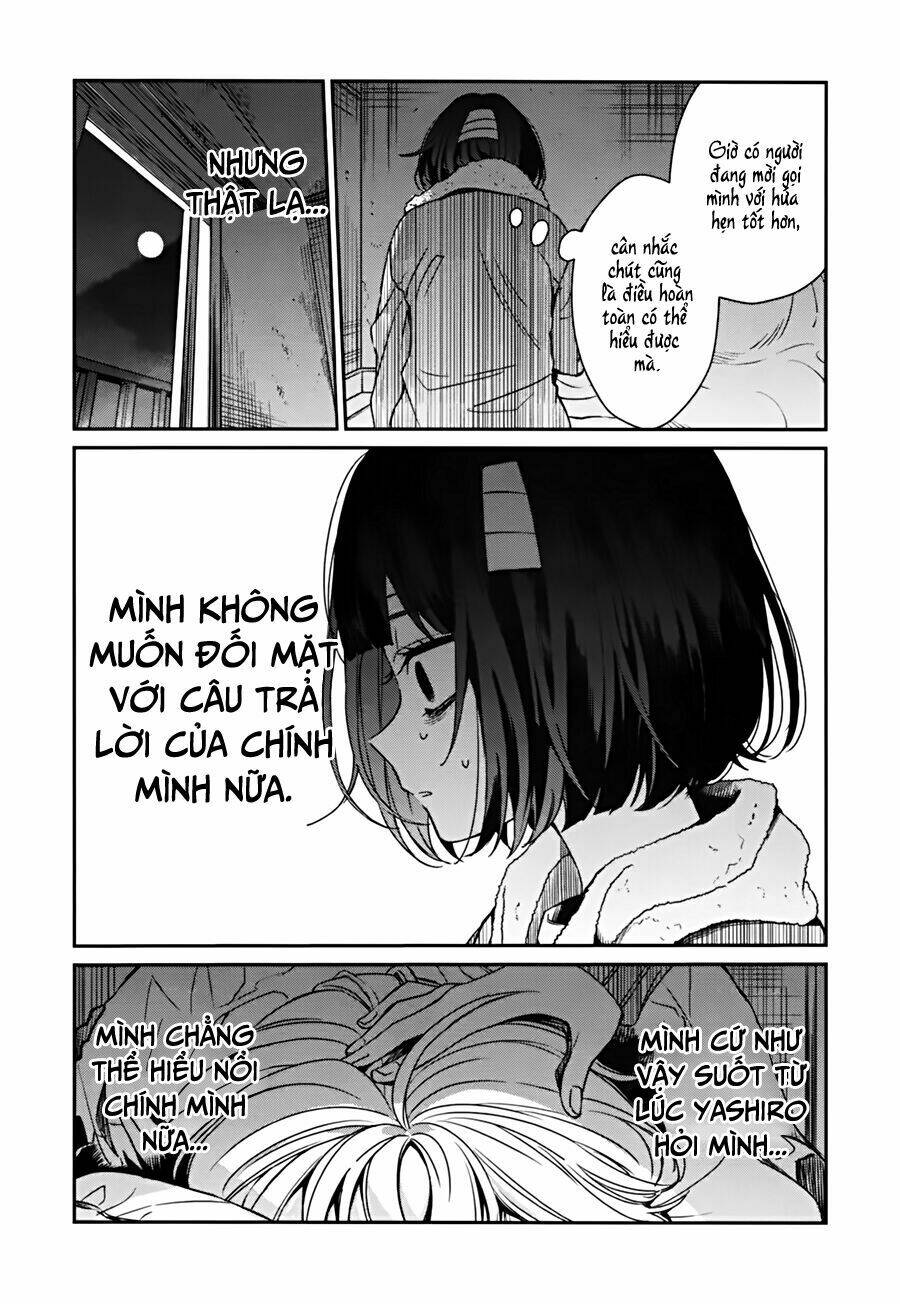 Giờ có người
đang mời gọi
mình với hứa
hẹn tốt hơn,
cân nhắc
chút cũng
là điều hoàn
toàn có thể
hiểu được
mà.
NHƯNG
THẬT LẠ...
MÌNH KHÔNG
MUỐN ĐỐI MẶT
VỚI CÂU TRẢ
LỜI CỦA CHÍNH
MÌNH NỮA.
MÌNH CỨ NHƯ
VẬY SUỐT TỪ
LÚC YASHIRO
HỎI MÌNH...
MÌNH CHẲNG
THỂ HIỂU NỔI
CHÍNH MÌNH
NỮA...